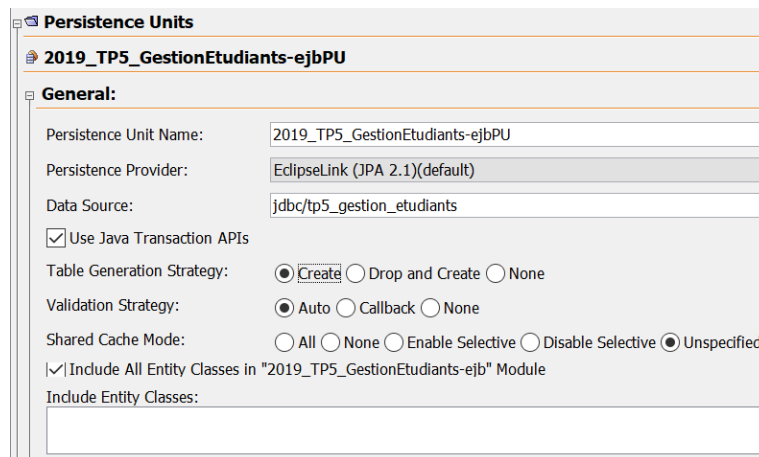 Persistence Units
2019_TP5_GestionEtudiants-ejbPU
General:
Persistence Unit Name: 2019_TP5_GestionEtudiants-ejbPU
Persistence Provider: EclipseLink (JPA 2.1)(default)
Data Source: jdbc/tp5_gestion_etudiants
Use Java Transaction APIs
Table Generation Strategy: Create Drop and Create None
Validation Strategy: Auto Callback None
Shared Cache Mode: All None Enable Selective Disable Selective Unspecified
Include All Entity Classes in "2019_TP5_GestionEtudiants-ejb" Module
Include Entity Classes: